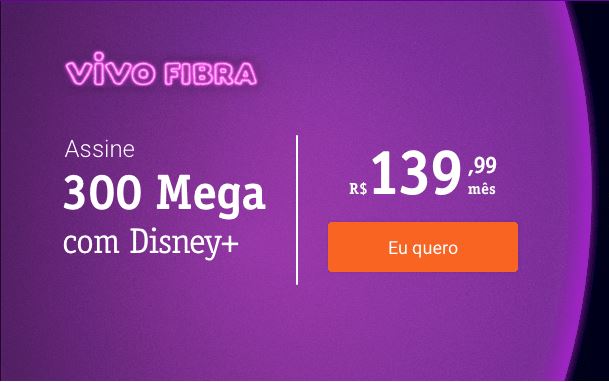 vivo FIBRA
Assine
300 Mega
com Disney+
R$ 139,99
mês
Eu quero